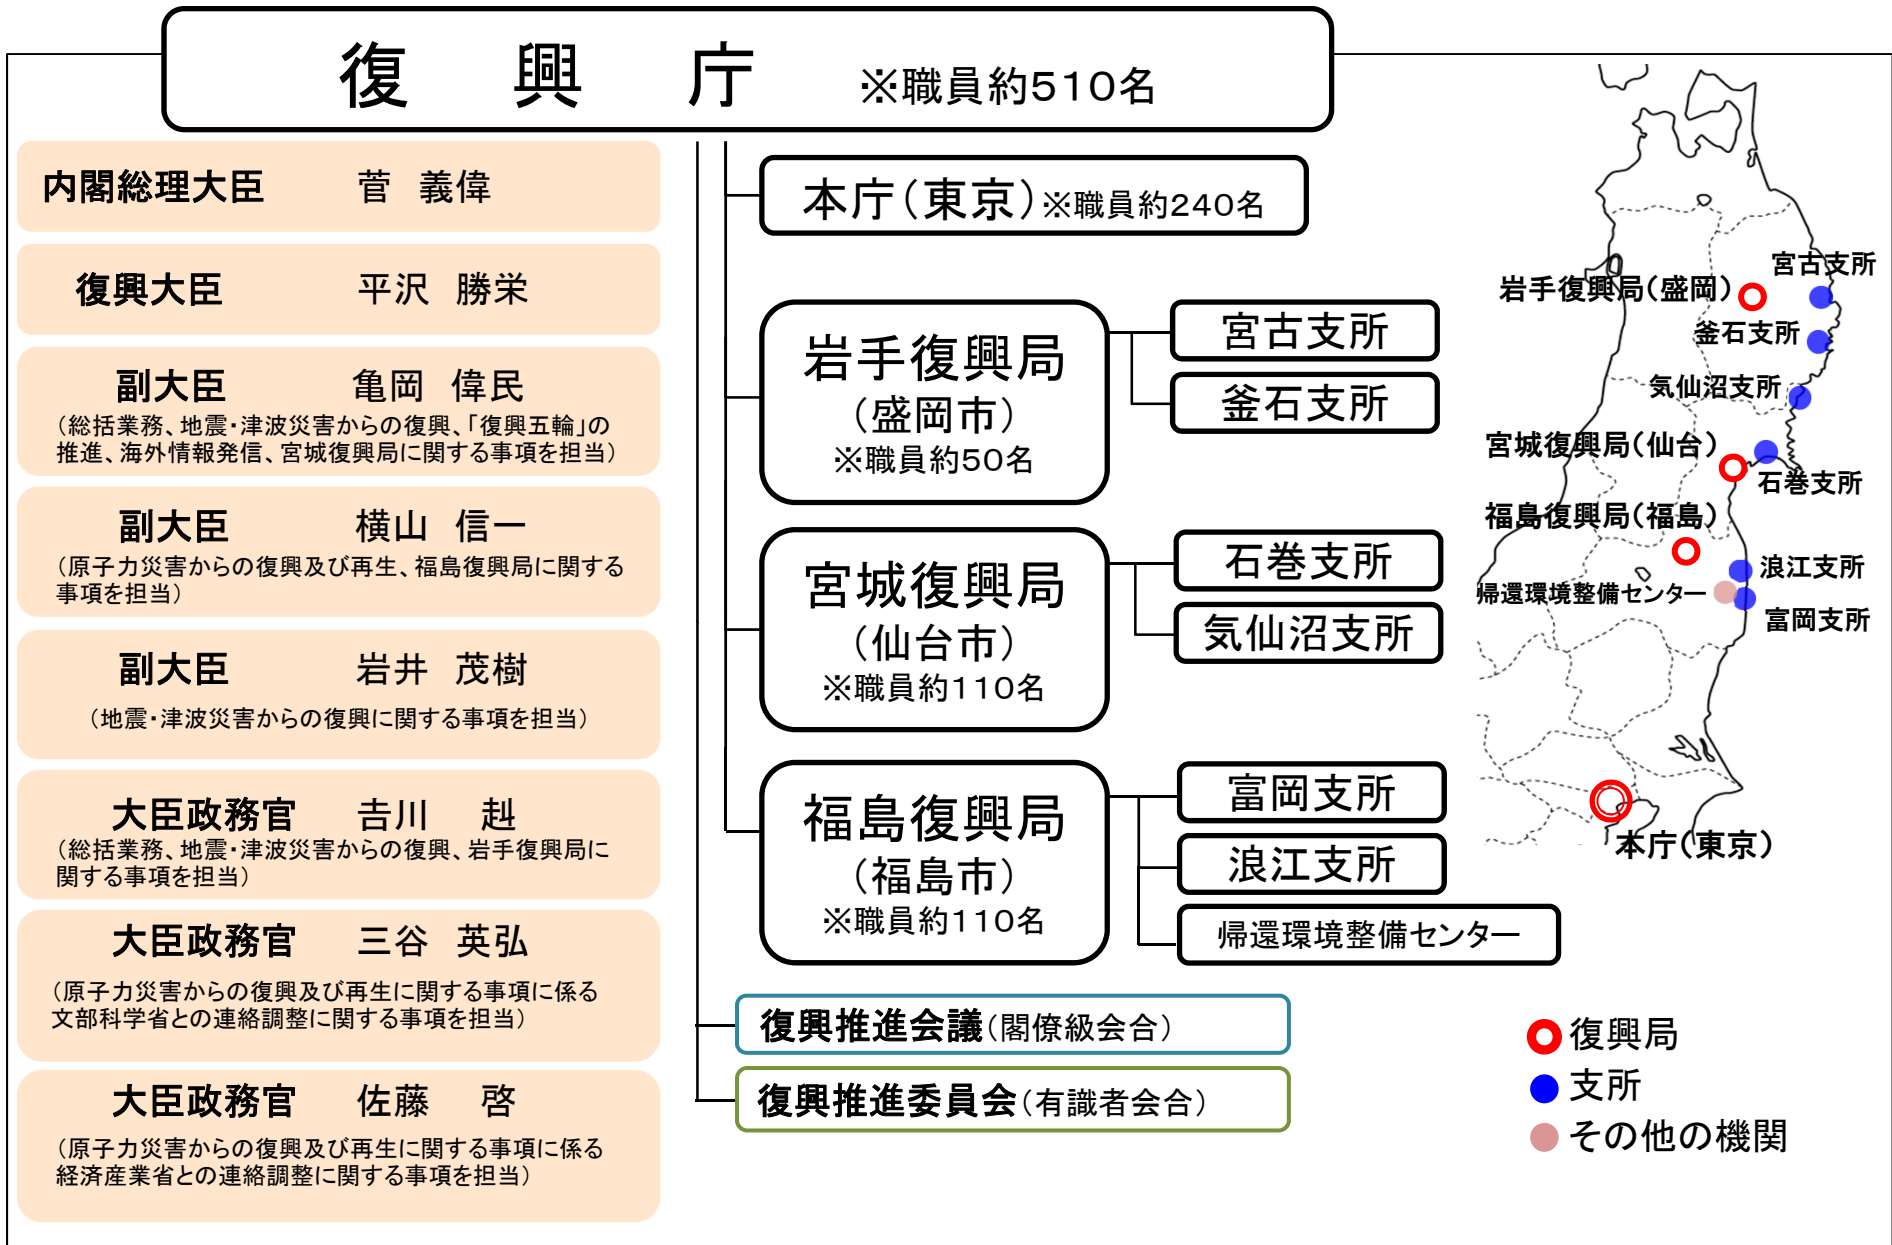 復興庁 ※職員約510名
内閣総理大臣 菅 義偉
復興大臣 平沢 勝栄
副大臣 亀岡 偉民
（総括業務、地震・津波災害からの復興、「復興五輪」の
推進、海外情報発信、宮城復興局に関する事項を担当）
副大臣 横山 信一
（原子力災害からの復興及び再生、福島復興局に関する
事項を担当）
副大臣 岩井 茂樹
（地震・津波災害からの復興に関する事項を担当）
大臣政務官 𠮷川 赳
（総括業務、地震・津波災害からの復興、岩手復興局に
関する事項を担当）
大臣政務官 三谷 英弘
（原子力災害からの復興及び再生に関する事項に係る
文部科学省との連絡調整に関する事項を担当）
大臣政務官 佐藤 啓
（原子力災害からの復興及び再生に関する事項に係る
経済産業省との連絡調整に関する事項を担当）
本庁（東京）※職員約240名
岩手復興局
（盛岡市）
※職員約50名
宮古支所
釜石支所
宮城復興局
（仙台市）
※職員約110名
石巻支所
気仙沼支所
福島復興局
（福島市）
※職員約110名
富岡支所
浪江支所
帰還環境整備センター
復興推進会議（閣僚級会合）
復興推進委員会（有識者会合）
宮古支所
岩手復興局（盛岡）
釜石支所
気仙沼支所
宮城復興局（仙台）
石巻支所
福島復興局（福島）
浪江支所
帰還環境整備センター
富岡支所
本庁（東京）
復興局
支所
その他の機関